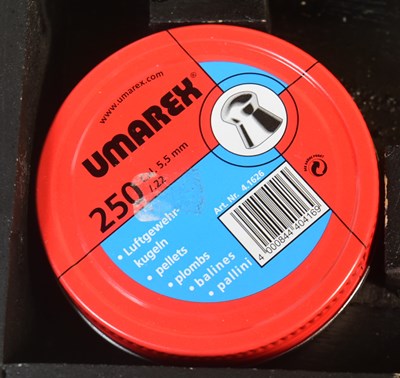 www.umarex.com
UMAREX®
250
5,5 mm
.22
Art. Nr. 4.1626
• Luftgewehr-
kugeln
• pellets
• plombs
• balines
• pallini
4 000844 404169